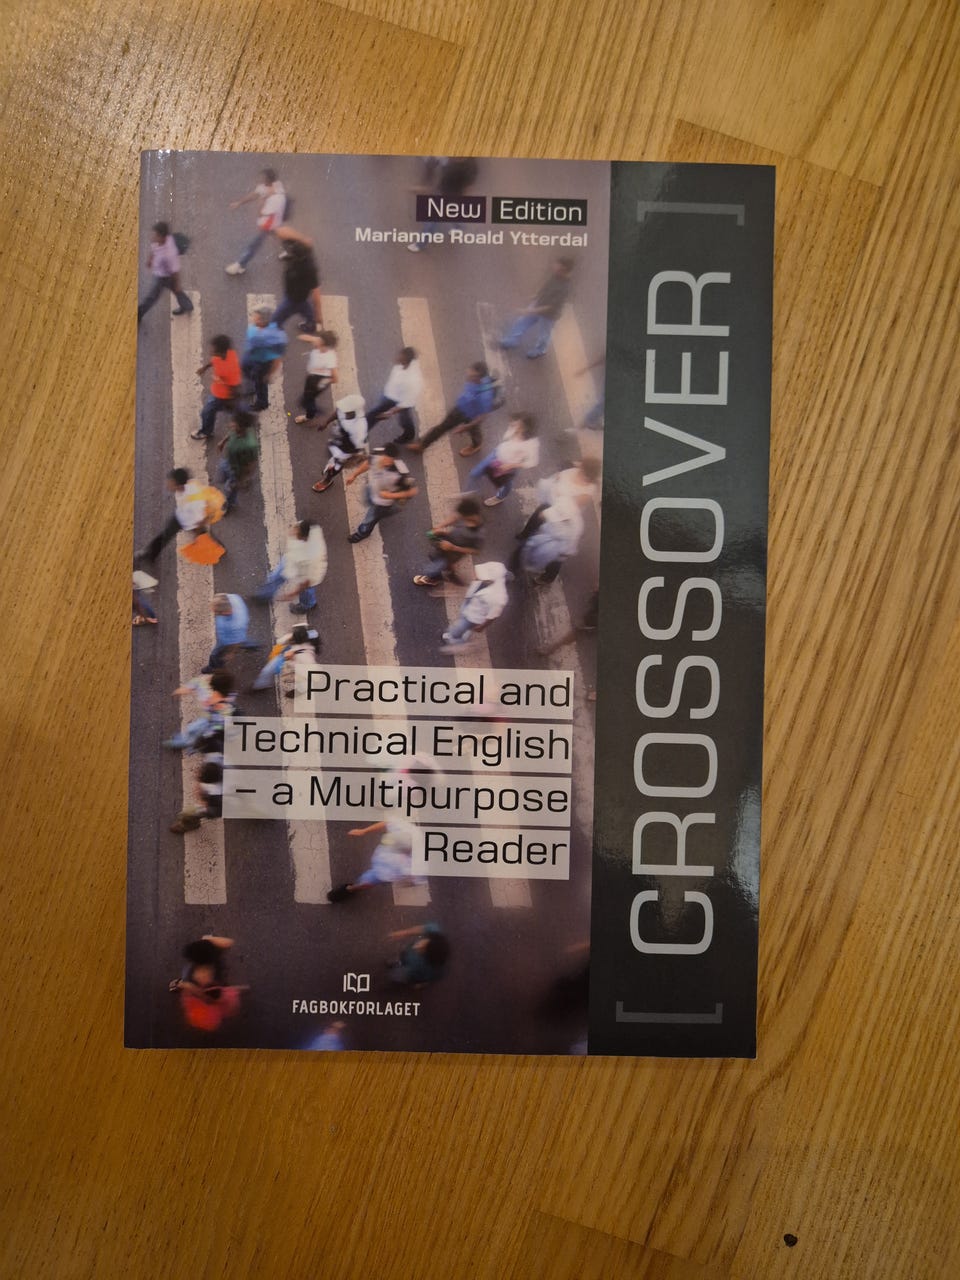 New Edition
Marianne Roald Ytterdal
[ CROSSOVER ]
Practical and
Technical English
– a Multipurpose
Reader
FAGBOKFORLAGET